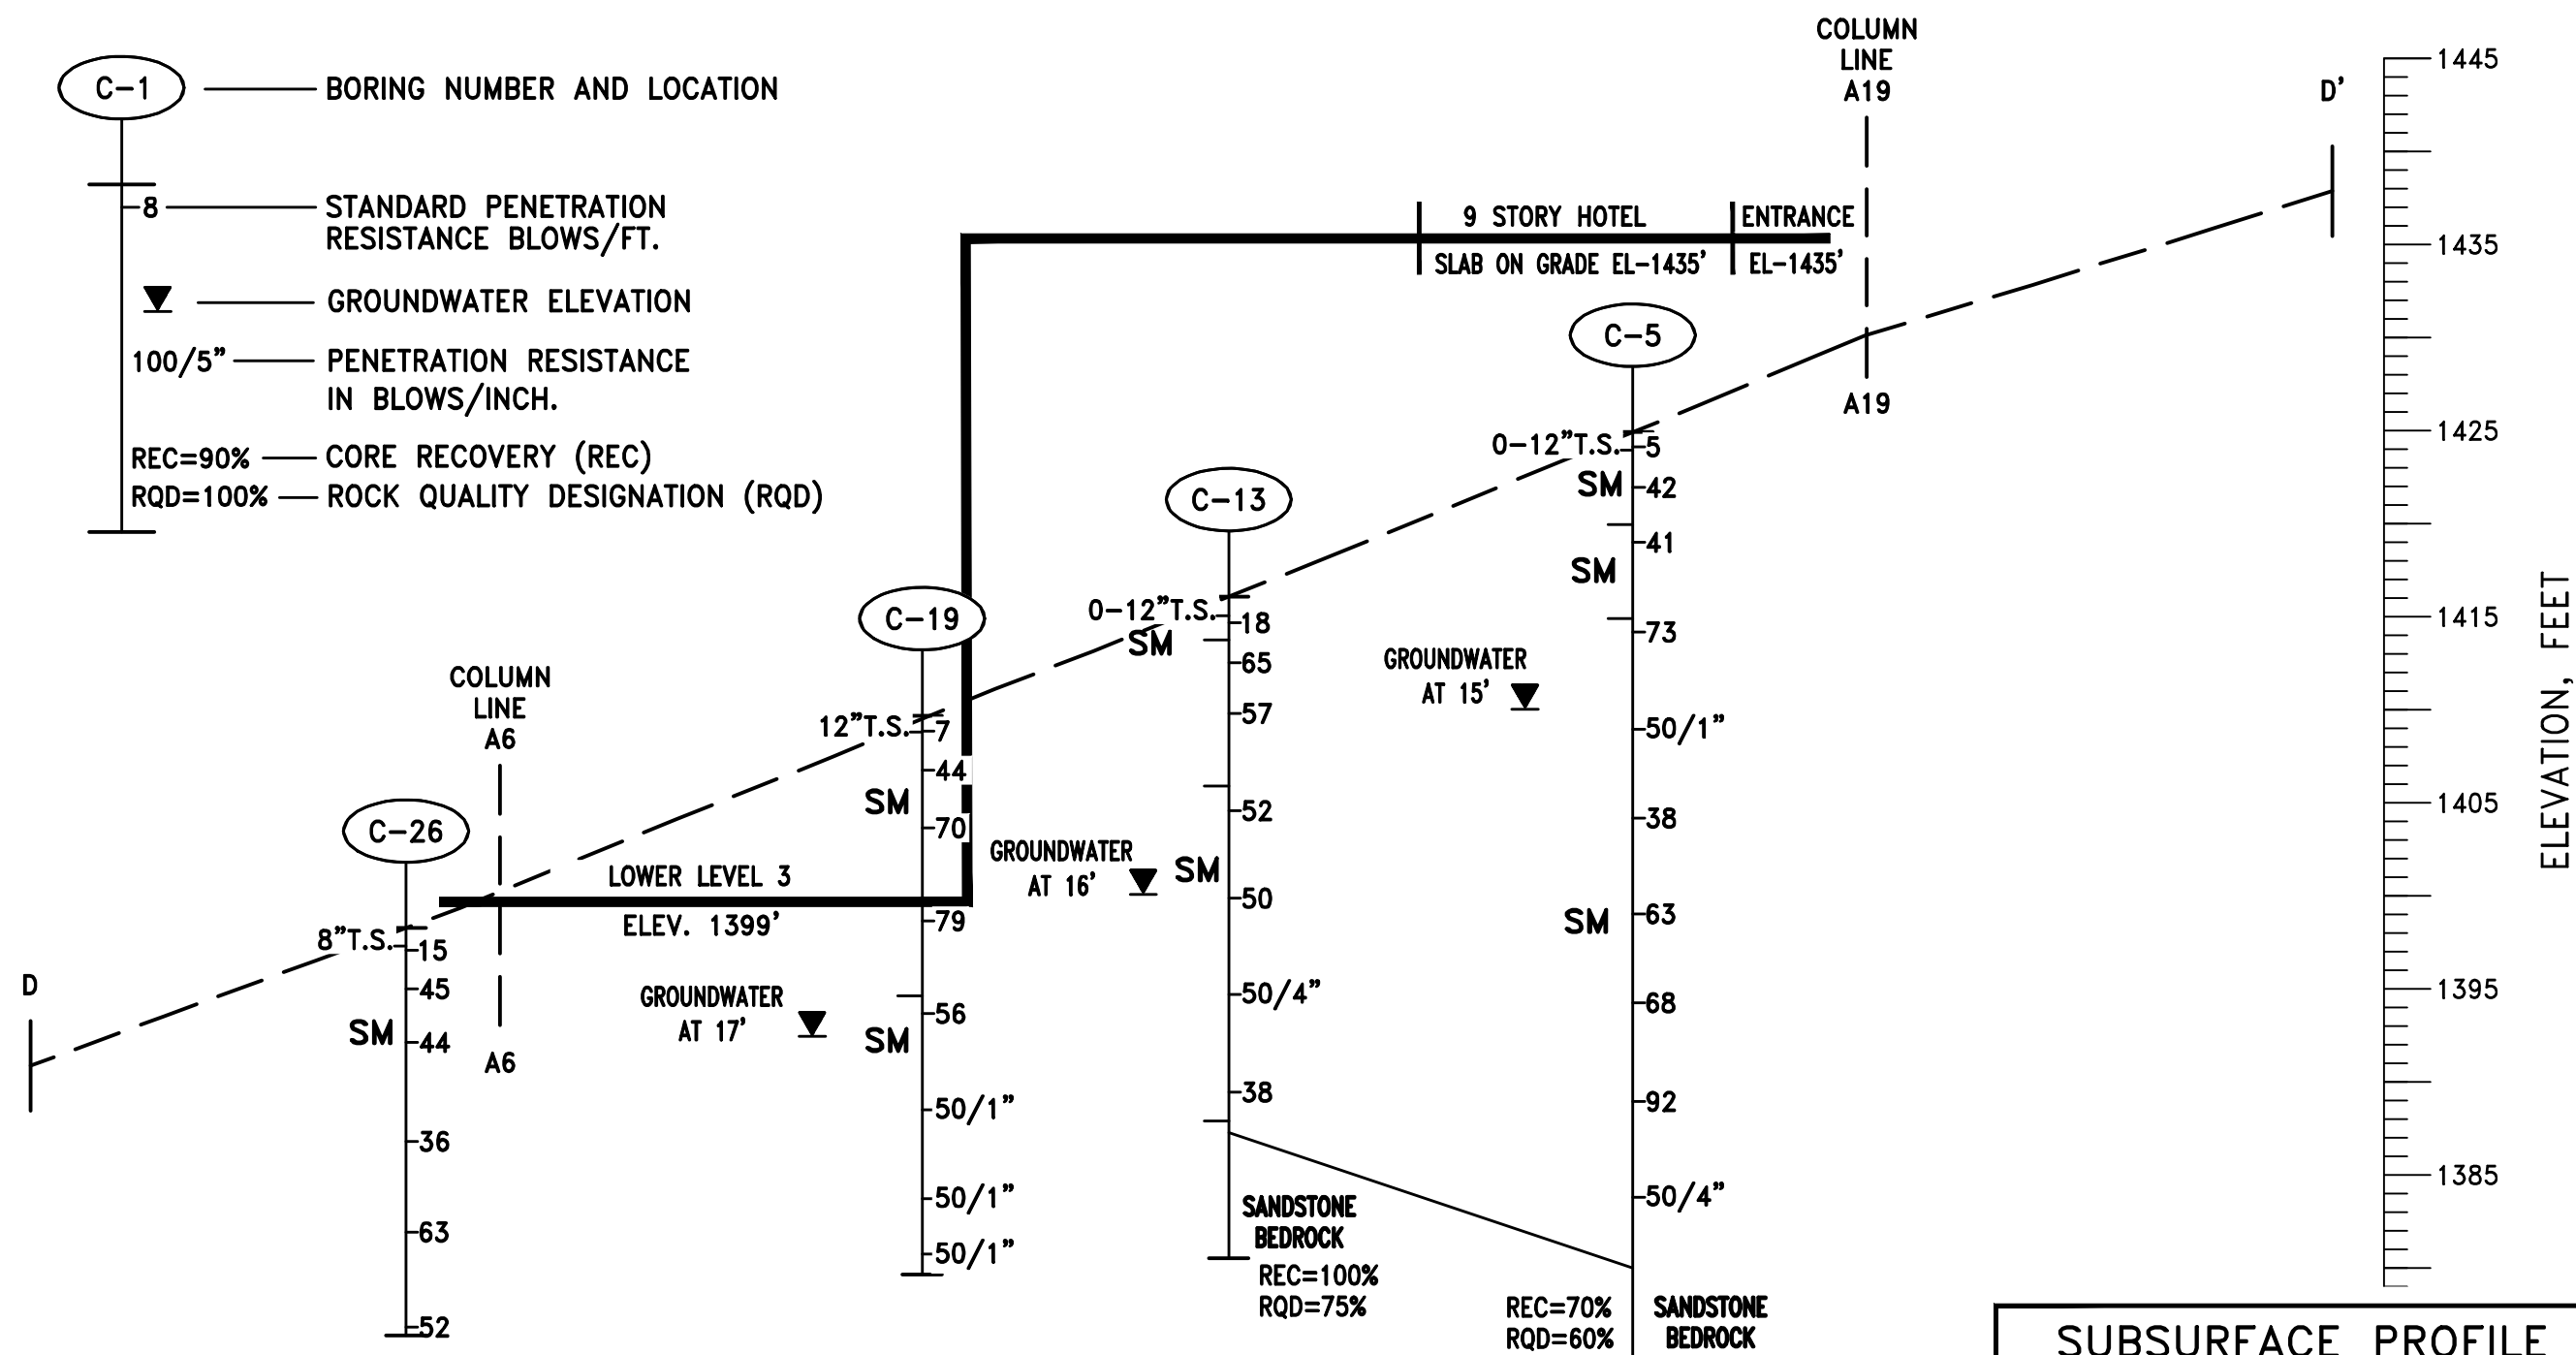 C-1
BORING NUMBER AND LOCATION
8
STANDARD PENETRATION
RESISTANCE BLOWS/FT.
GROUNDWATER ELEVATION
100/5”
PENETRATION RESISTANCE
IN BLOWS/INCH.
REC=90%
CORE RECOVERY (REC)
RQD=100%
ROCK QUALITY DESIGNATION (RQD)
COLUMN
LINE
A19
A19
D'
9 STORY HOTEL
SLAB ON GRADE EL-1435’
ENTRANCE
EL-1435’
D
C-26
8”T.S.
15
45
SM
44
36
63
52
COLUMN
LINE
A6
A6
LOWER LEVEL 3
ELEV. 1399’
GROUNDWATER
AT 17’
C-19
12”T.S.
7
44
SM
70
79
56
SM
50/1”
50/1”
50/1”
C-13
0-12”T.S.
18
SM
65
57
52
GROUNDWATER
AT 16’
SM
50
50/4”
38
SANDSTONE
BEDROCK
REC=100%
RQD=75%
C-5
0-12”T.S.
5
SM
42
41
SM
73
GROUNDWATER
AT 15’
50/1”
38
SM
63
68
92
50/4”
REC=70%
RQD=60%
SANDSTONE
BEDROCK
1445
1435
1425
1415
1405
1395
1385
ELEVATION, FEET
SUBSURFACE PROFILE